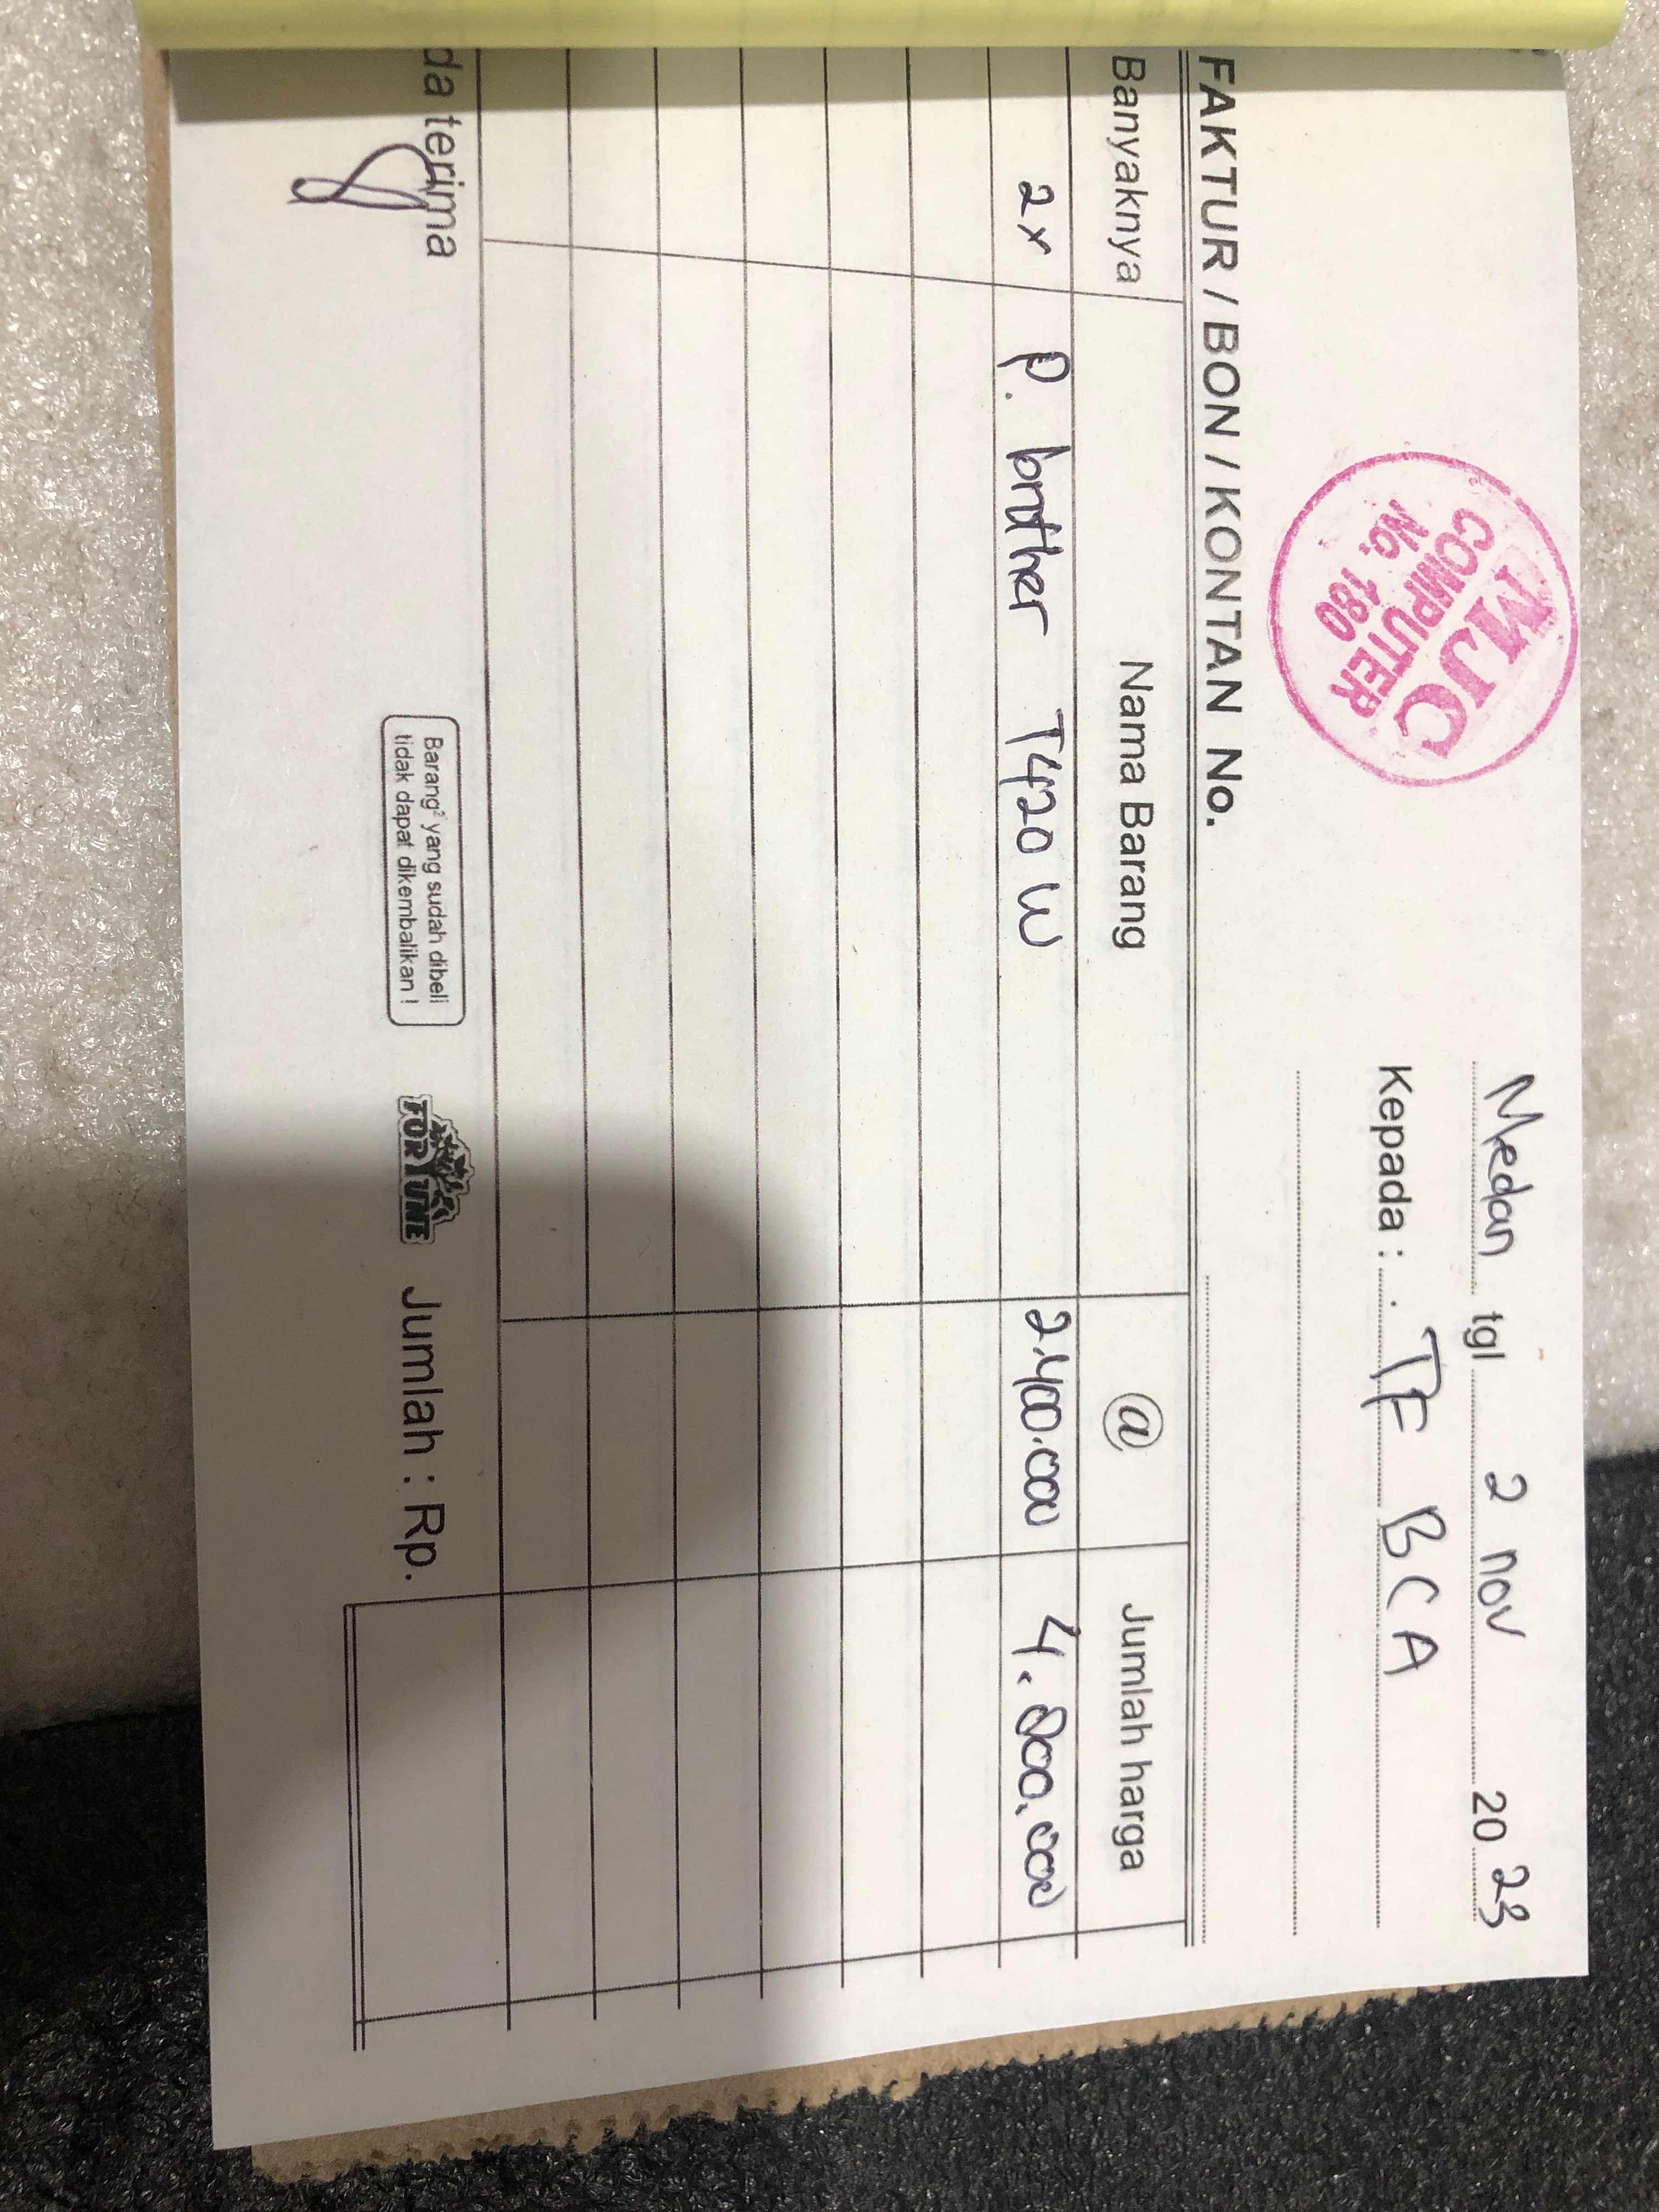 MJC
COMPUTER
No. 180
Medan tgl 2 nov 20 23
Kepada : TF BCA
FAKTUR / BON / KONTAN No.
Banyaknya Nama Barang @ Jumlah harga
2x P. brother T420 W 2.400.000 4.800.000
da terima
Barang² yang sudah dibeli
tidak dapat dikembalikan !
FORTUNE
Jumlah : Rp.